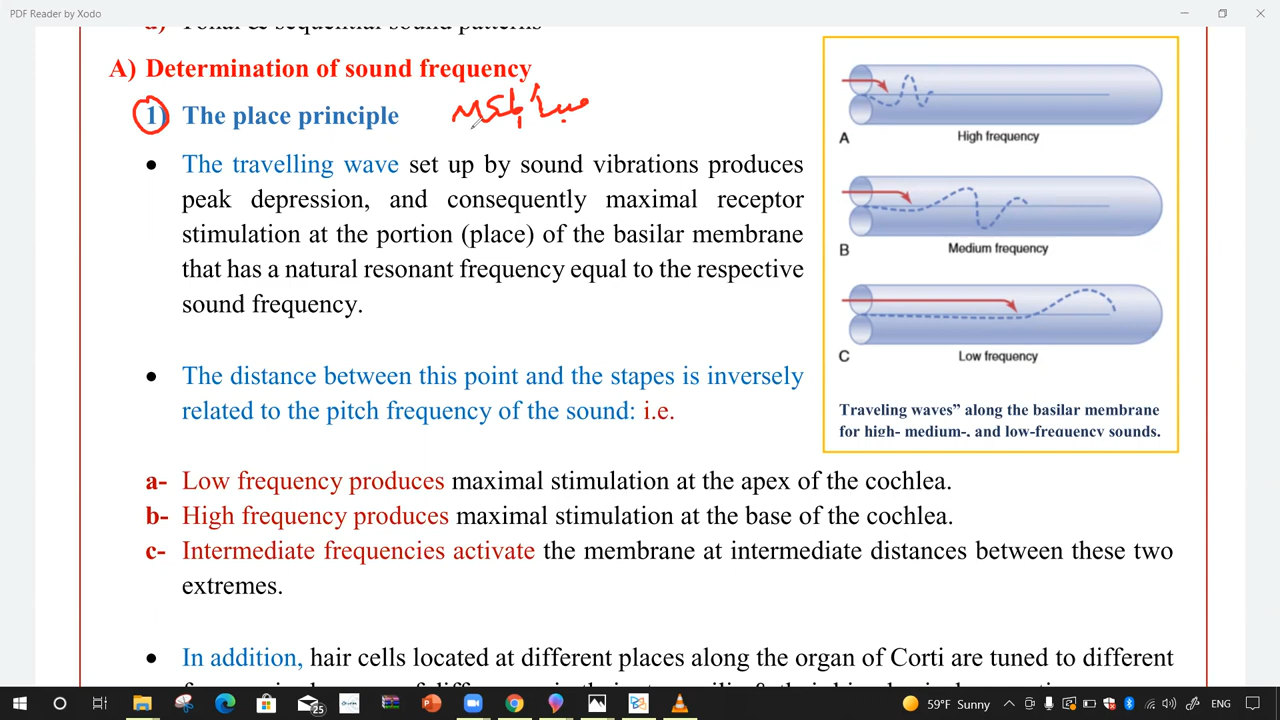 PDF Reader by Xodo
d) Tonal & sequential sound patterns
A) Determination of sound frequency
1) The place principle
مبدأ المكان
• The travelling wave set up by sound vibrations produces
peak depression, and consequently maximal receptor
stimulation at the portion (place) of the basilar membrane
that has a natural resonant frequency equal to the respective
sound frequency.
• The distance between this point and the stapes is inversely
related to the pitch frequency of the sound: i.e.
A
High frequency
B
Medium frequency
C
Low frequency
Traveling waves” along the basilar membrane
for high- medium-, and low-frequency sounds.
a- Low frequency produces maximal stimulation at the apex of the cochlea.
b- High frequency produces maximal stimulation at the base of the cochlea.
c- Intermediate frequencies activate the membrane at intermediate distances between these two
extremes.
• In addition, hair cells located at different places along the organ of Corti are tuned to different
25
59°F Sunny
ENG